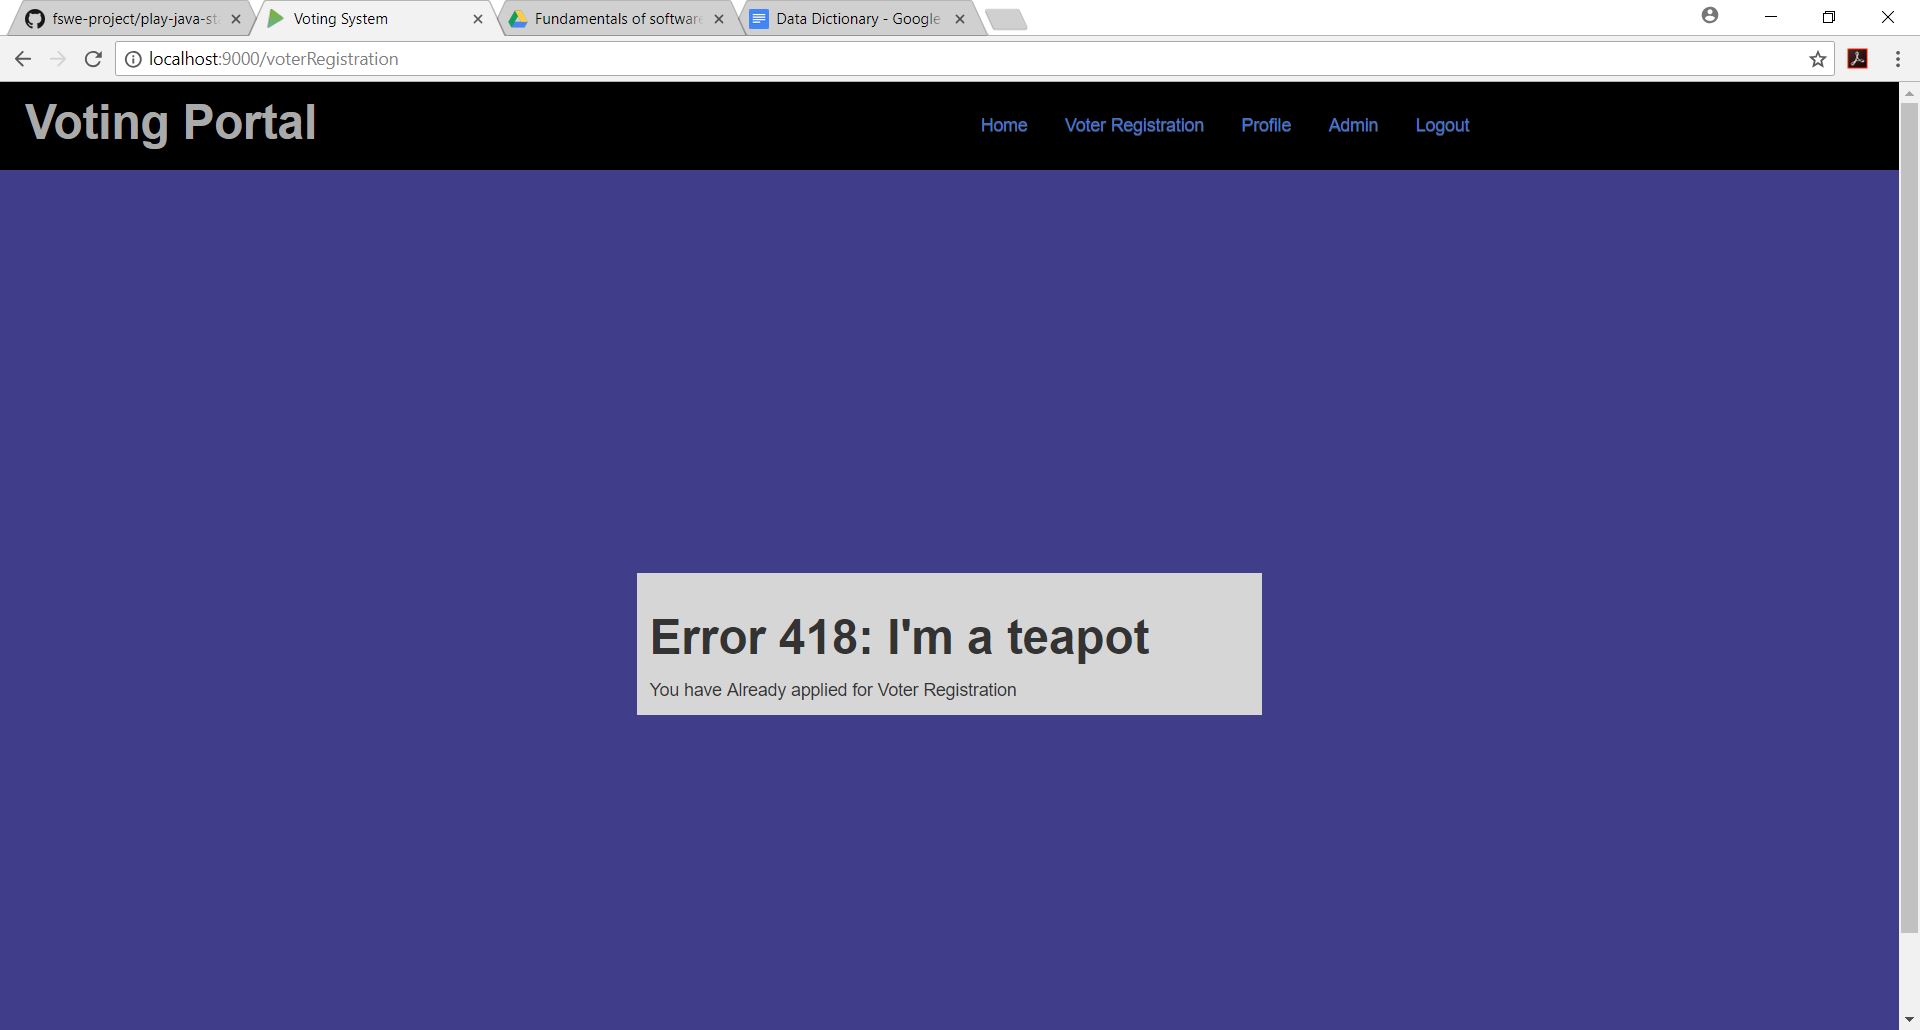 fswe-project/play-java-st
Voting System
Fundamentals of softwar
Data Dictionary - Google
localhost:9000/voterRegistration
Voting Portal
Home Voter Registration Profile Admin Logout
Error 418: I'm a teapot
You have Already applied for Voter Registration